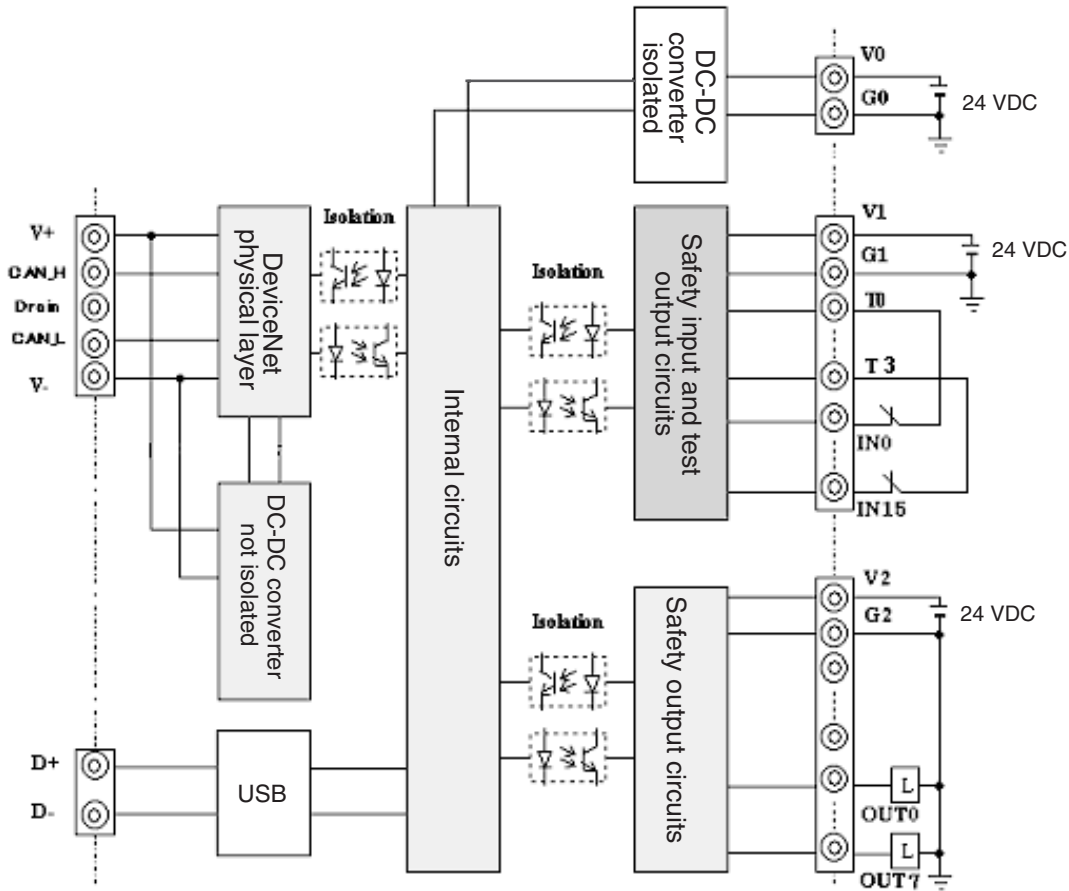 DC-DC
converter
isolated
V0
G0
24 VDC
V+
CAN_H
Drain
CAN_L
V-
DeviceNet
physical layer
Isolation
Internal circuits
Isolation
Safety input and test
output circuits
V1
G1
24 VDC
T0
T 3
IN0
IN15
DC-DC converter
not isolated
Isolation
Safety output circuits
V2
G2
24 VDC
L
OUT0
L
OUT7
D+
D-
USB